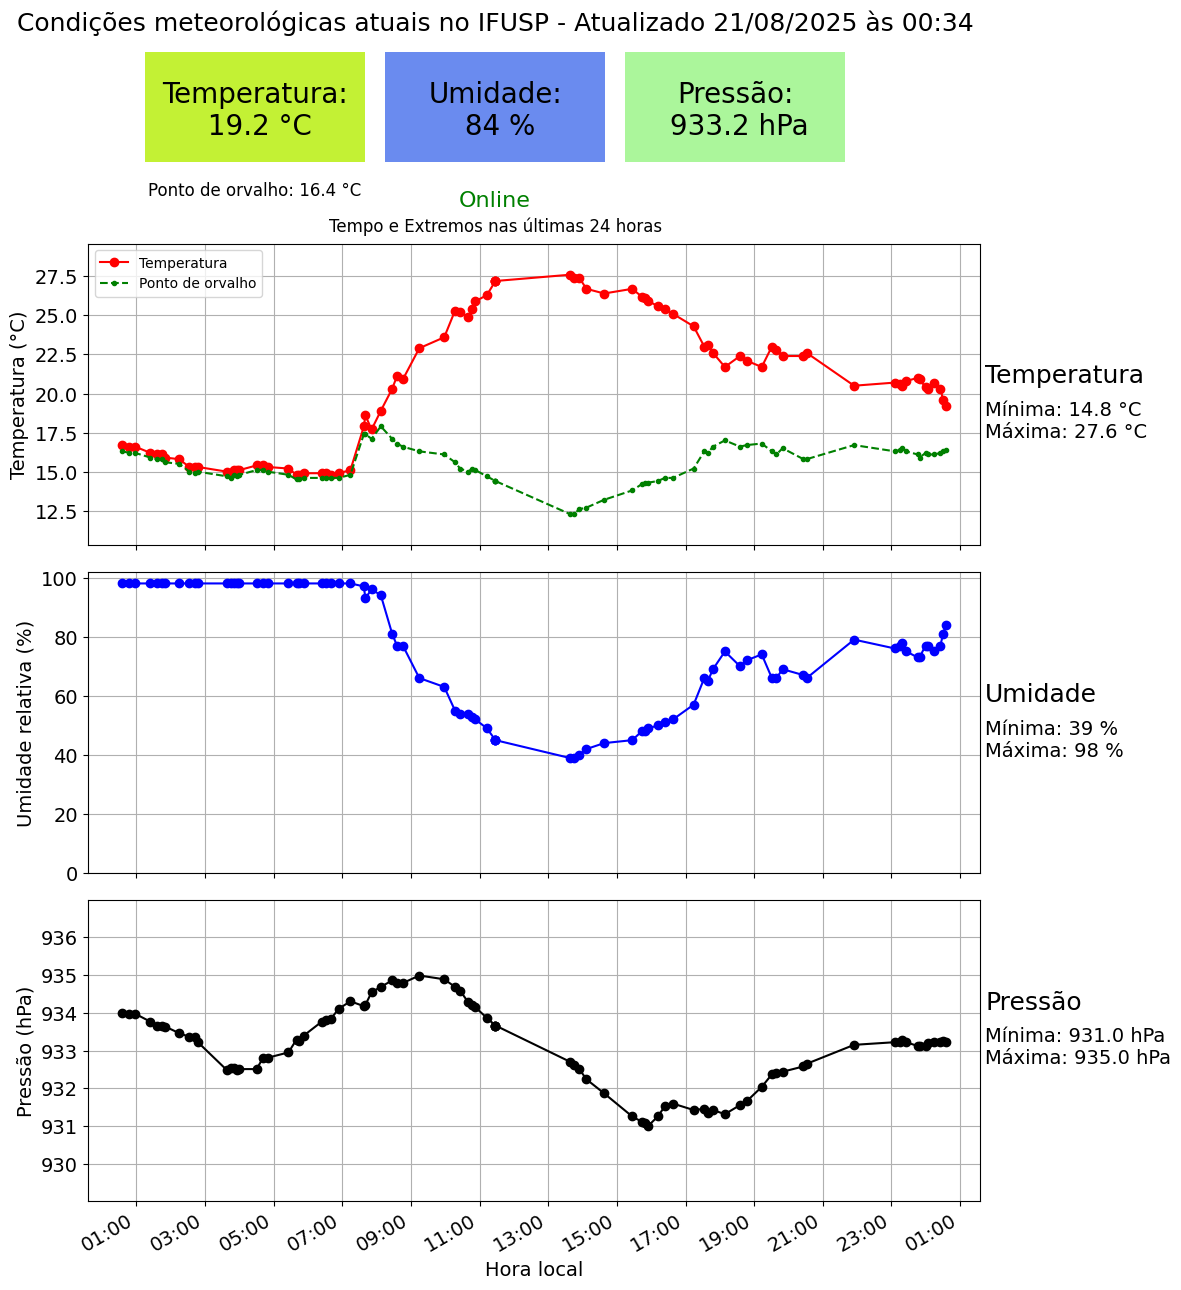 Condições meteorológicas atuais no IFUSP - Atualizado 21/08/2025 às 00:34
Temperatura:
19.2 °C
Umidade:
84 %
Pressão:
933.2 hPa
Ponto de orvalho: 16.4 °C
Online
Tempo e Extremos nas últimas 24 horas
Temperatura
Ponto de orvalho
Temperatura (°C)
27.5
25.0
22.5
20.0
17.5
15.0
12.5
Temperatura
Mínima: 14.8 °C
Máxima: 27.6 °C
Umidade relativa (%)
100
80
60
40
20
0
Umidade
Mínima: 39 %
Máxima: 98 %
Pressão (hPa)
936
935
934
933
932
931
930
Pressão
Mínima: 931.0 hPa
Máxima: 935.0 hPa
01:00
03:00
05:00
07:00
09:00
11:00
13:00
15:00
17:00
19:00
21:00
23:00
01:00
Hora local